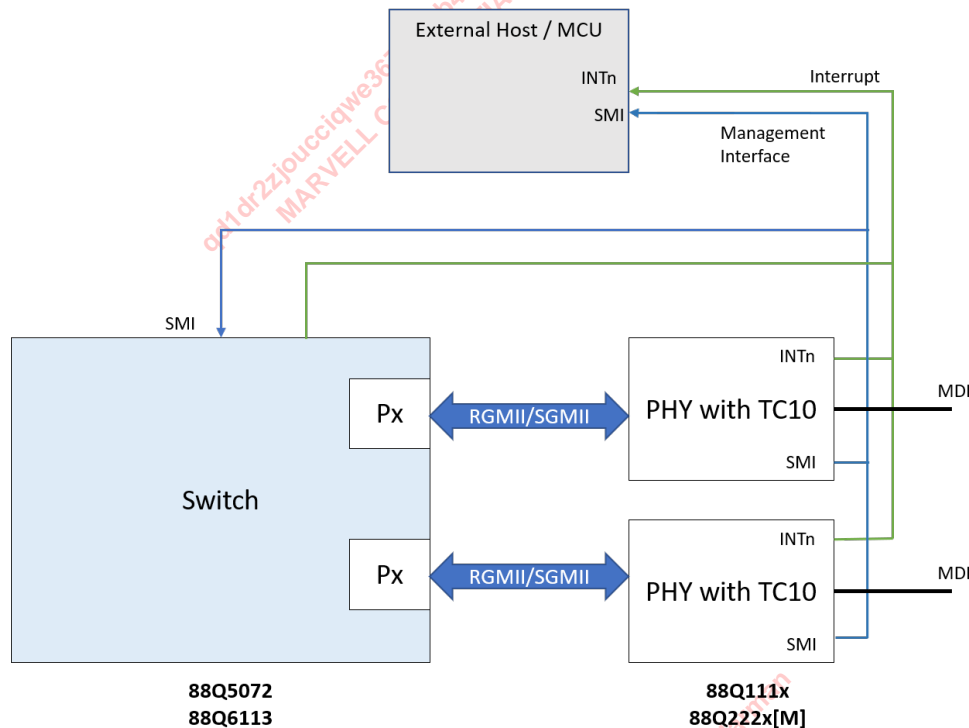 External Host / MCU
INTn
Interrupt
SMI
Management
Interface
MARVELL C
SMI
INTn
MDI
Px
RGMII/SGMII
PHY with TC10
SMI
Switch
INTn
Px
RGMII/SGMII
PHY with TC10
MDI
SMI
88Q5072
88Q6113
88Q111x
88Q222x[M]